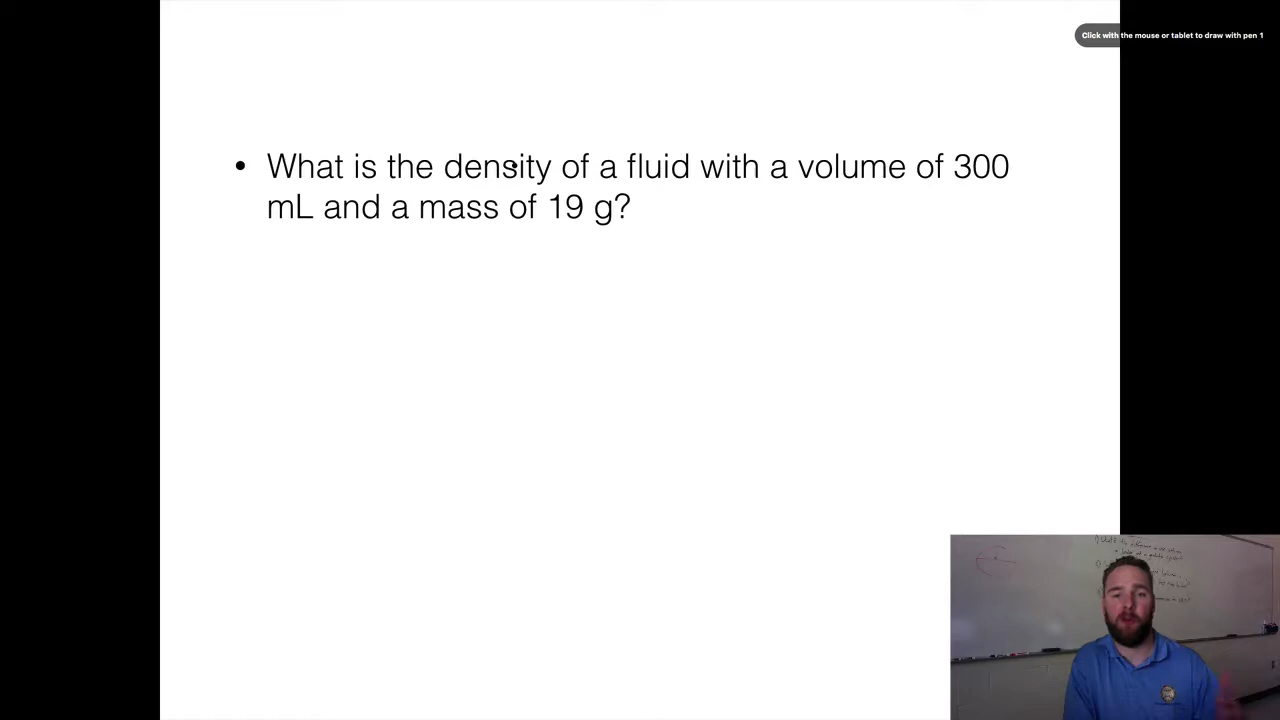 Click with the mouse or tablet to draw with pen 1
• What is the density of a fluid with a volume of 300
mL and a mass of 19 g?